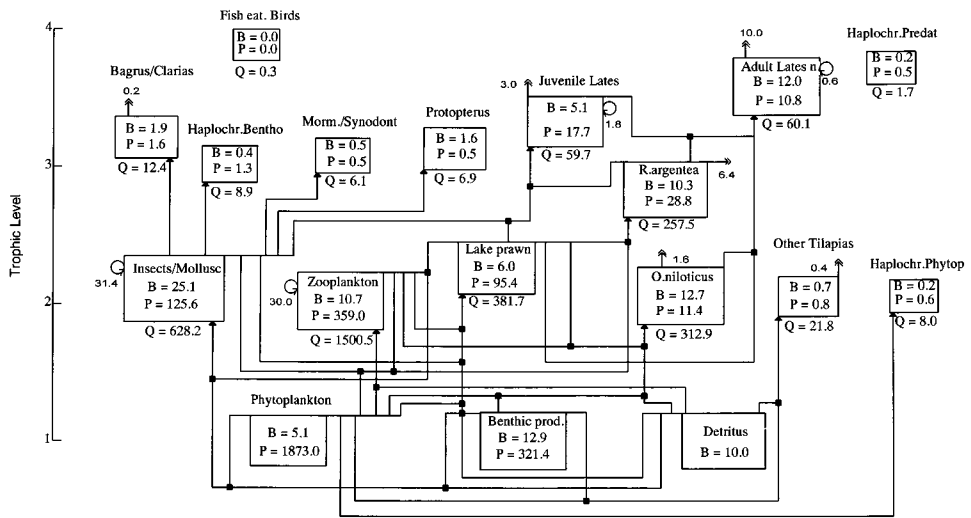 4
Fish eat. Birds
B = 0.0
P = 0.0
Q = 0.3
10.0
Haplochr.Predat
B = 0.2
P = 0.5
Q = 1.7
Bagrus/Clarias
0.2
B = 1.9
P = 1.6
Q = 12.4
Haplochr.Bentho
B = 0.4
P = 1.3
Q = 8.9
Morm./Synodont
B = 0.5
P = 0.5
Q = 6.1
Protopterus
B = 1.6
P = 0.5
Q = 6.9
3.0
Juvenile Lates
B = 5.1
P = 17.7
1.8
Q = 59.7
Adult Lates n.
B = 12.0
P = 10.8
0.6
Q = 60.1
3
R.argentea
B = 10.3
P = 28.8
6.4
Q = 257.5
Trophic Level
Insects/Mollusc
B = 25.1
P = 125.6
31.4
Q = 628.2
Zooplankton
B = 10.7
P = 359.0
30.0
Q = 1500.5
Lake prawn
B = 6.0
P = 95.4
Q = 381.7
1.6
O.niloticus
B = 12.7
P = 11.4
Q = 312.9
Other Tilapias
0.4
B = 0.7
P = 0.8
Q = 21.8
Haplochr.Phytop
B = 0.2
P = 0.6
Q = 8.0
2
Phytoplankton
B = 5.1
P = 1873.0
Benthic prod.
B = 12.9
P = 321.4
Detritus
B = 10.0
1